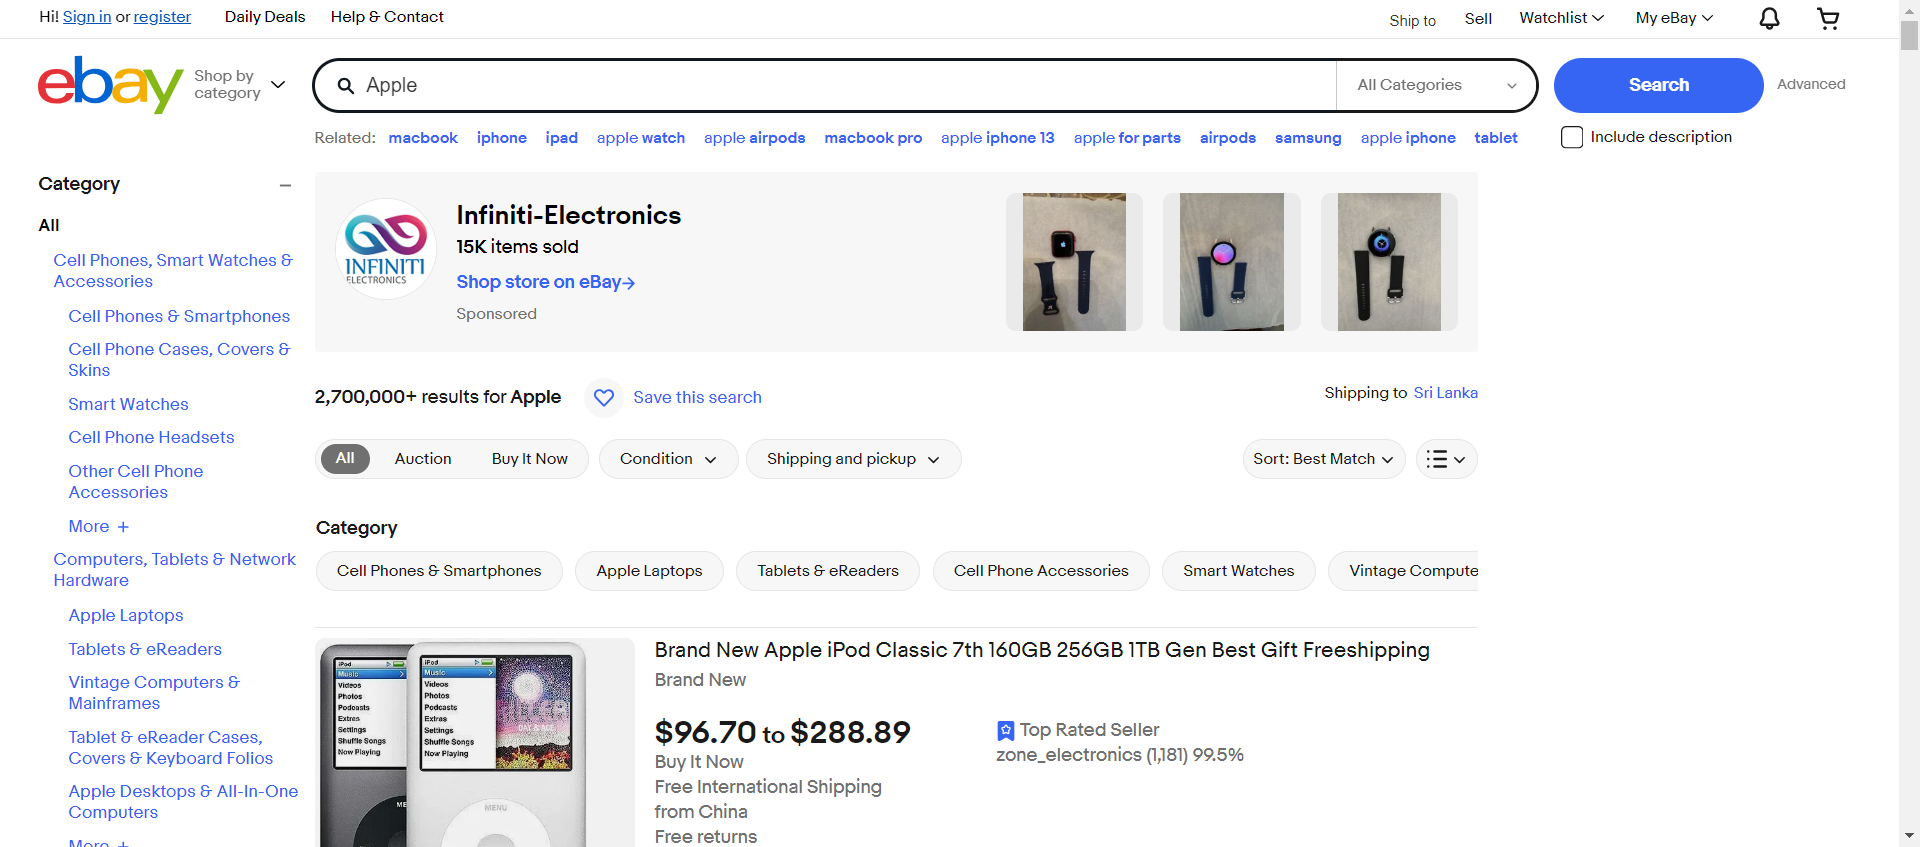 Hi! Sign in or register Daily Deals Help & Contact Ship to Sell Watchlist My eBay
ebay Shop by category Apple All Categories Search Advanced
Related: macbook iphone ipad apple watch apple airpods macbook pro apple iphone 13 apple for parts airpods samsung apple iphone tablet Include description
Category
All
Cell Phones, Smart Watches &
Accessories
Cell Phones & Smartphones
Cell Phone Cases, Covers &
Skins
Smart Watches
Cell Phone Headsets
Other Cell Phone
Accessories
More +
Computers, Tablets & Network
Hardware
Apple Laptops
Tablets & eReaders
Vintage Computers &
Mainframes
Tablet & eReader Cases,
Covers & Keyboard Folios
Apple Desktops & All-In-One
Computers
More +
INFINITI
ELECTRONICS
Infiniti-Electronics
15K items sold
Shop store on eBay→
Sponsored
2,700,000+ results for Apple Save this search Shipping to Sri Lanka
All Auction Buy It Now Condition Shipping and pickup Sort: Best Match
Category
Cell Phones & Smartphones Apple Laptops Tablets & eReaders Cell Phone Accessories Smart Watches Vintage Compute
iPod
Music
Videos
Photos
Podcasts
Extras
Settings
Shuffle Songs
Now Playing
ME
iPod
Music
Videos
Photos
Podcasts
Extras
Settings
Shuffle Songs
Now Playing
MENU
Brand New Apple iPod Classic 7th 160GB 256GB 1TB Gen Best Gift Freeshipping
Brand New
$96.70 to $288.89
Buy It Now
Free International Shipping
from China
Free returns
Top Rated Seller
zone_electronics (1,181) 99.5%